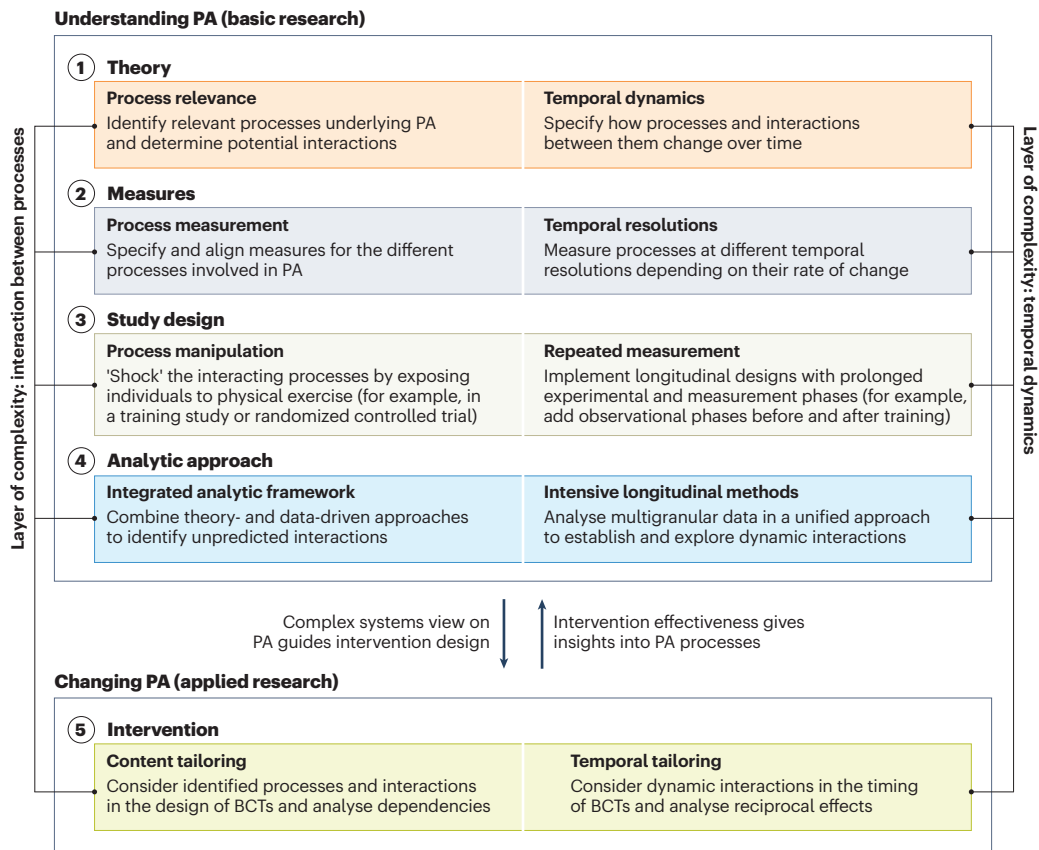 Understanding PA (basic research)
1 Theory
Process relevance
Identify relevant processes underlying PA
and determine potential interactions
Temporal dynamics
Specify how processes and interactions
between them change over time
2 Measures
Process measurement
Specify and align measures for the different
processes involved in PA
Temporal resolutions
Measure processes at different temporal
resolutions depending on their rate of change
3 Study design
Process manipulation
'Shock' the interacting processes by exposing
individuals to physical exercise (for example, in
a training study or randomized controlled trial)
Repeated measurement
Implement longitudinal designs with prolonged
experimental and measurement phases (for example,
add observational phases before and after training)
4 Analytic approach
Integrated analytic framework
Combine theory- and data-driven approaches
to identify unpredicted interactions
Intensive longitudinal methods
Analyse multigranular data in a unified approach
to establish and explore dynamic interactions
Layer of complexity: interaction between processes
Layer of complexity: temporal dynamics
Complex systems view on
PA guides intervention design
Intervention effectiveness gives
insights into PA processes
Changing PA (applied research)
5 Intervention
Content tailoring
Consider identified processes and interactions
in the design of BCTs and analyse dependencies
Temporal tailoring
Consider dynamic interactions in the timing
of BCTs and analyse reciprocal effects